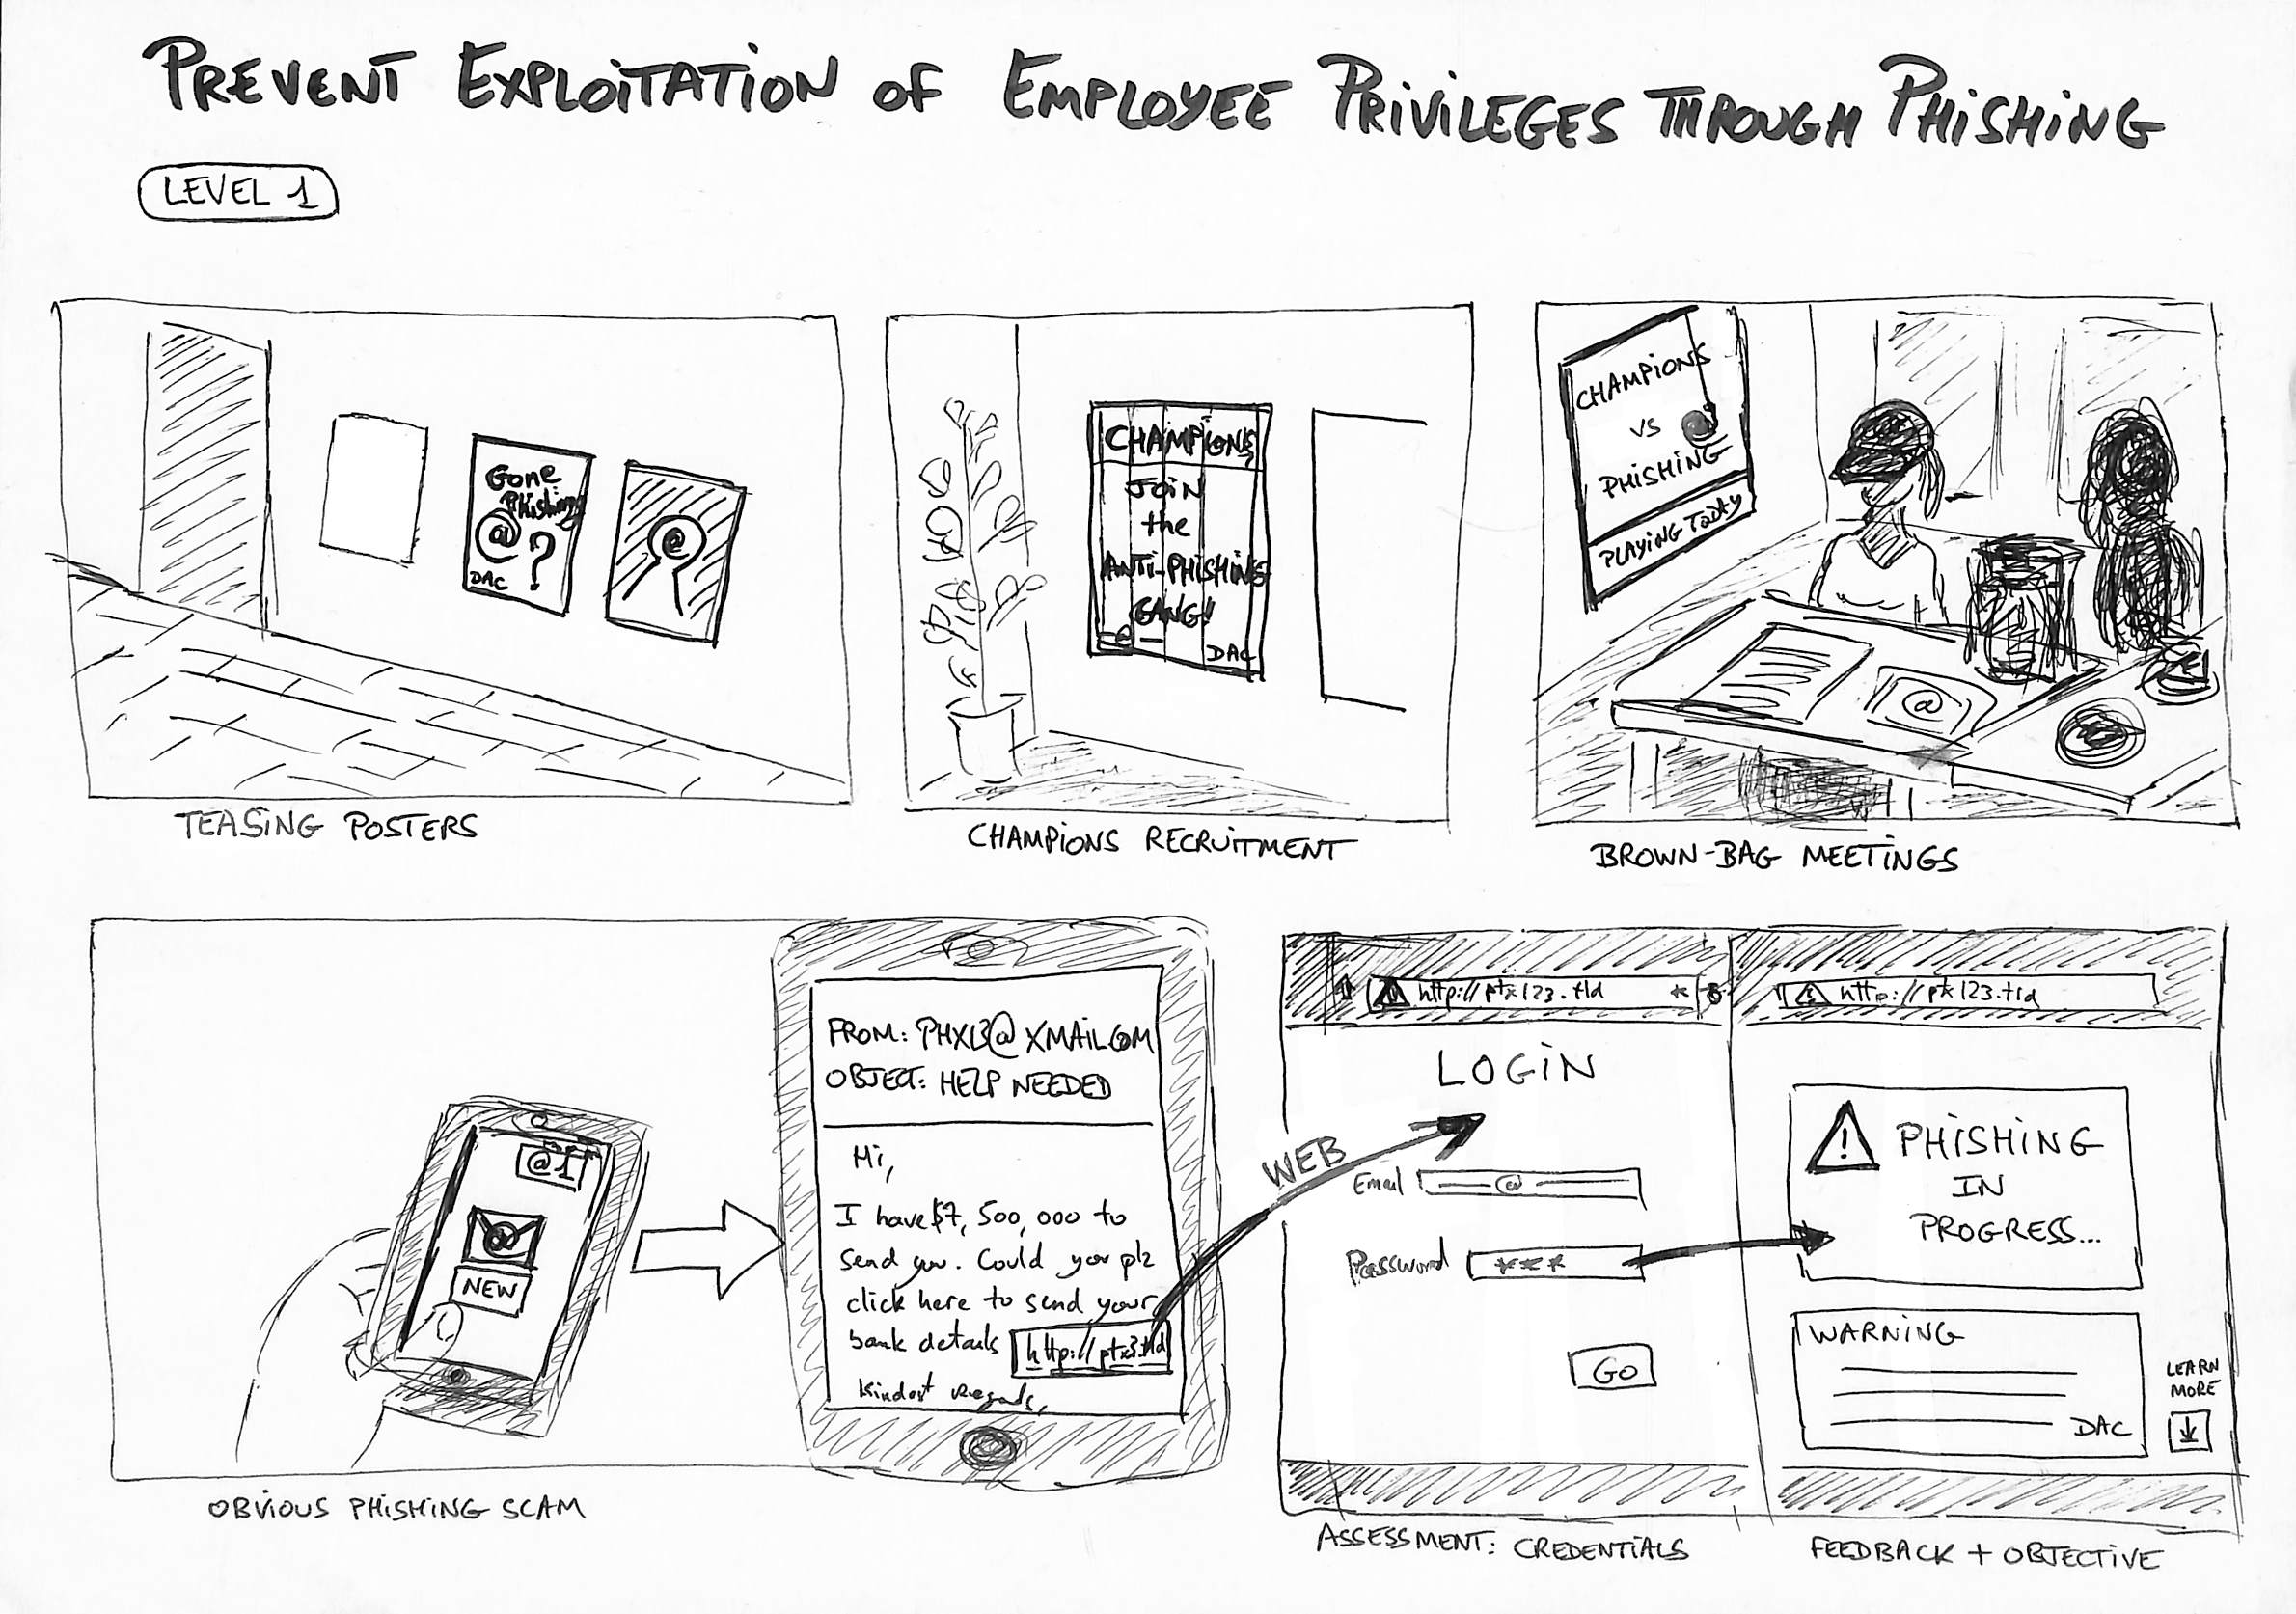 PREVENT EXPLOITATION OF EMPLOYEE PRIVILEGES THROUGH PHISHING
LEVEL 1
Gone
Phishing
@ ?
DAC
@
CHAMPIONS
JOIN
the
ANTI-PHISHING
GANG!
@
DAC
CHAMPIONS
VS
PHISHING
PLAYING TODAY
@
TEASING POSTERS
CHAMPIONS RECRUITMENT
BROWN-BAG MEETINGS
@1
@
NEW
FROM: PHXB@XMAIL.COM
OBJECT: HELP NEEDED
Hi,
I have $7,500,000 to
send you. Could you plz
click here to send your
bank details http://ptx3.tld
Kindest Regards,
WEB
http://ptx123.tld
LOGIN
Email @
Password ***
GO
http://ptx123.tld
! PHISHING
IN
PROGRESS...
WARNING
DAC
LEARN
MORE
OBVIOUS PHISHING SCAM
ASSESSMENT: CREDENTIALS
FEEDBACK + OBJECTIVE